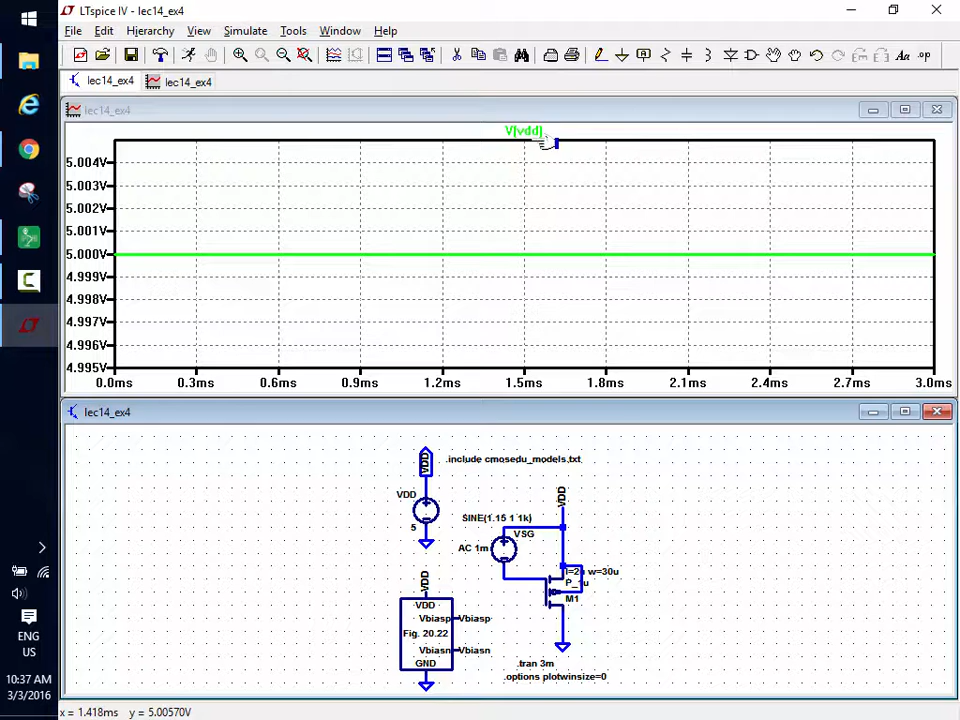 LTspice IV - lec14_ex4
File Edit Hierarchy View Simulate Tools Window Help
lec14_ex4 lec14_ex4
lec14_ex4
V(vdd)
5.004V
5.003V
5.002V
5.001V
5.000V
4.999V
4.998V
4.997V
4.996V
4.995V
0.0ms 0.3ms 0.6ms 0.9ms 1.2ms 1.5ms 1.8ms 2.1ms 2.4ms 2.7ms 3.0ms
lec14_ex4
VDD
.include cmosedu_models.txt
VDD
5
VDD
SINE(1.15 1 1k)
VSG
AC 1m
l=2u w=30u
P_1u
M1
VDD
VDD
Vbiasp Vbiasp
Fig. 20.22
Vbiasn Vbiasn
GND
.tran 3m
.options plotwinsize=0
ENG
US
10:37 AM
3/3/2016
x = 1.418ms y = 5.00570V